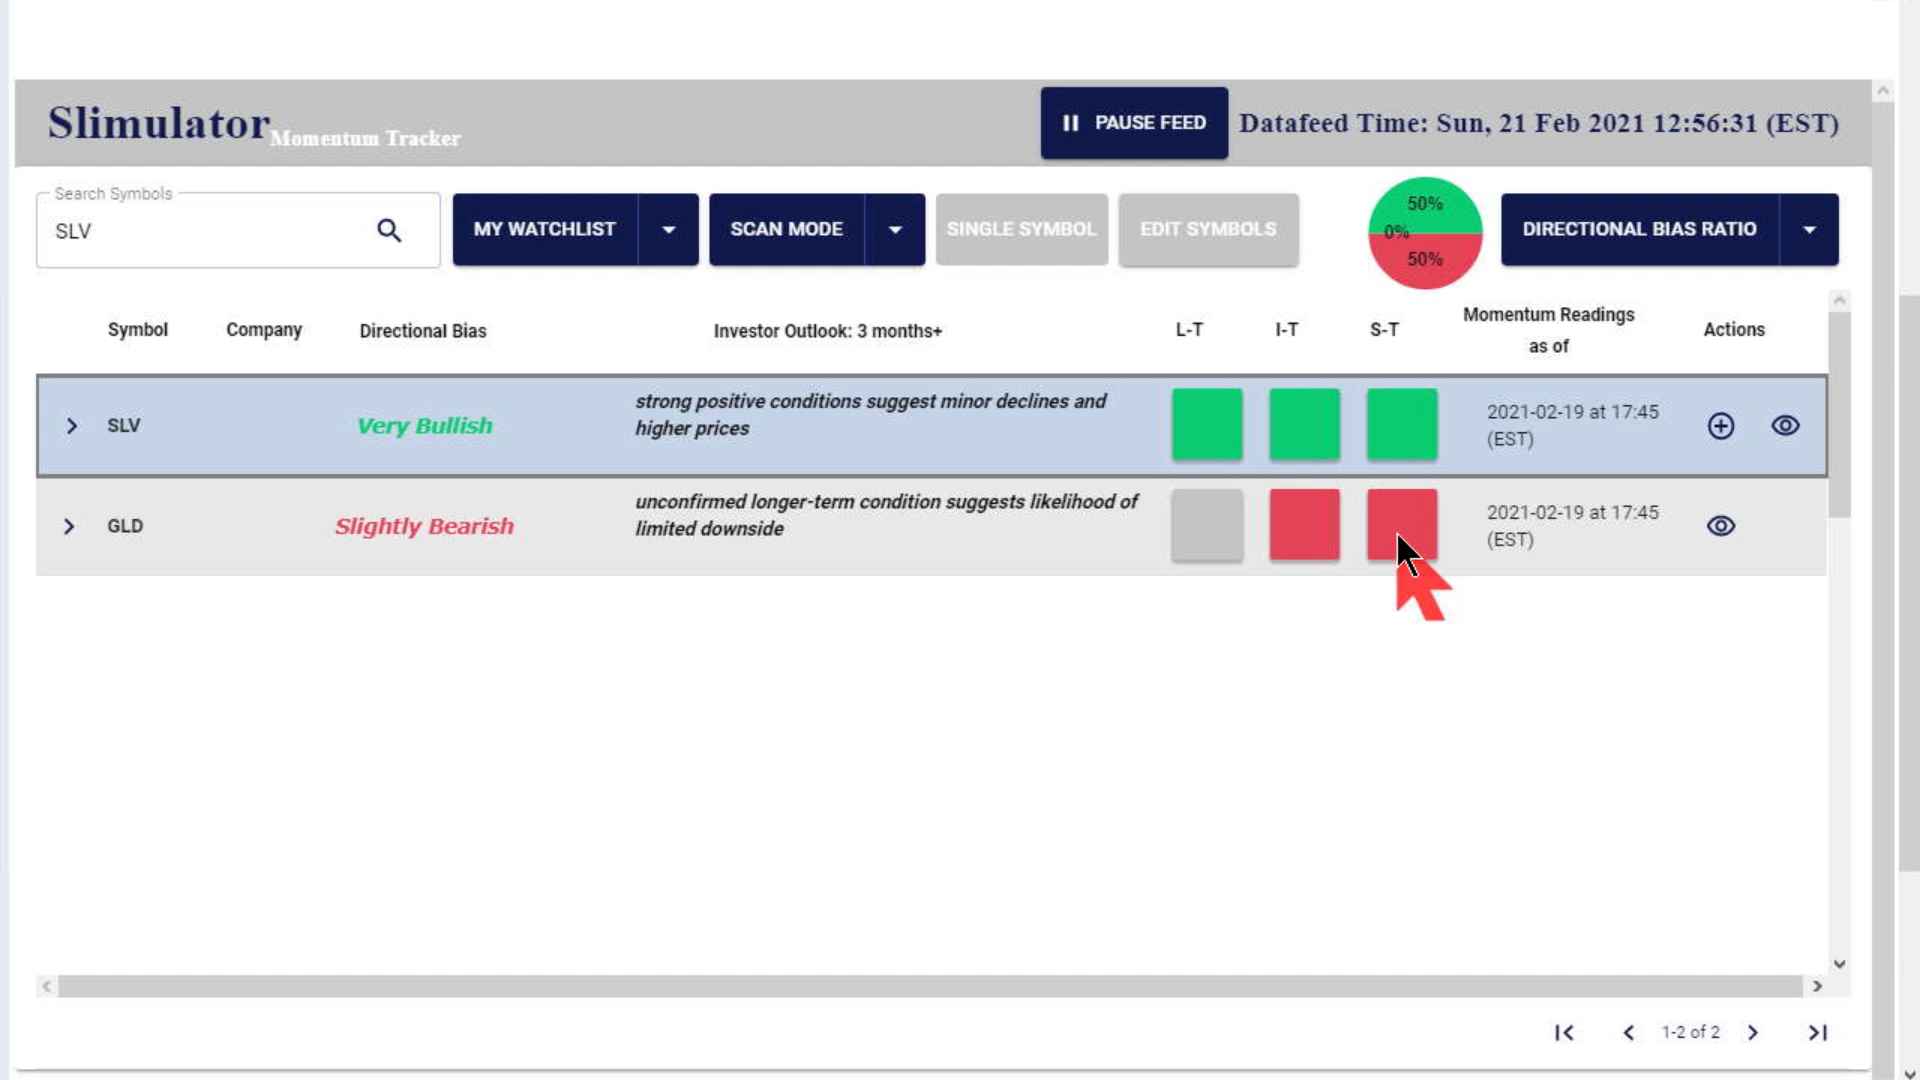 Slimulator Momentum Tracker
PAUSE FEED
Datafeed Time: Sun, 21 Feb 2021 12:56:31 (EST)
Search Symbols
SLV
MY WATCHLIST
SCAN MODE
SINGLE SYMBOL
EDIT SYMBOLS
50%
0%
50%
DIRECTIONAL BIAS RATIO
Symbol
Company
Directional Bias
Investor Outlook: 3 months+
L-T
I-T
S-T
Momentum Readings
as of
Actions
SLV
Very Bullish
strong positive conditions suggest minor declines and
higher prices
2021-02-19 at 17:45
(EST)
GLD
Slightly Bearish
unconfirmed longer-term condition suggests likelihood of
limited downside
2021-02-19 at 17:45
(EST)
1-2 of 2